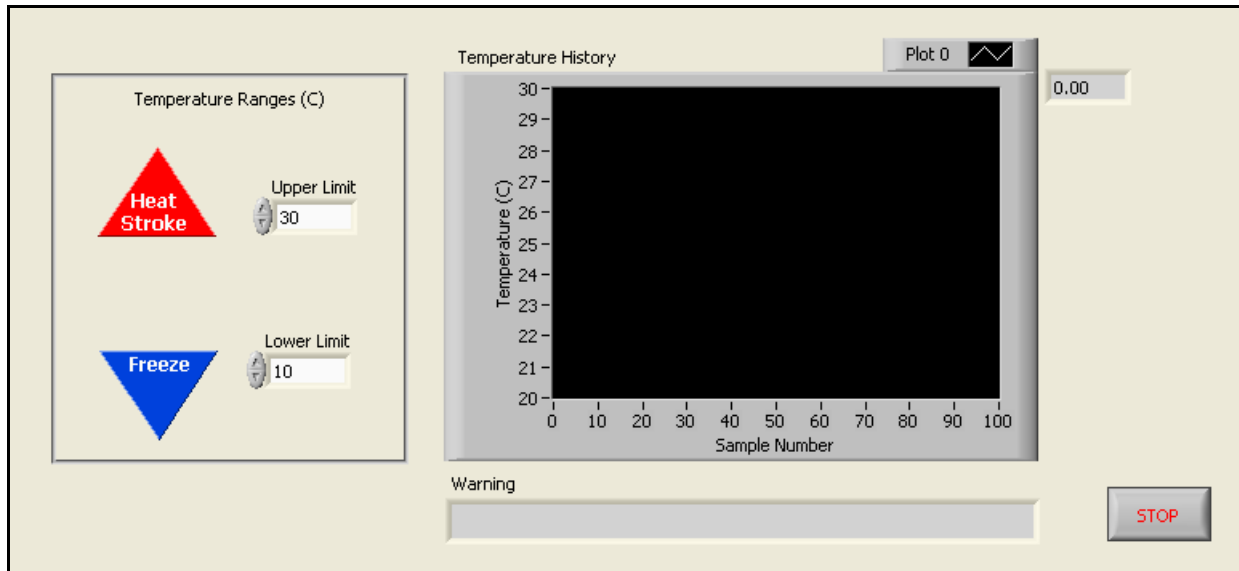 Temperature Ranges (C)
Heat
Stroke
Upper Limit
30
Freeze
Lower Limit
10
Temperature History
Plot 0
0.00
Temperature (C)
30
29
28
27
26
25
24
23
22
21
20
0 10 20 30 40 50 60 70 80 90 100
Sample Number
Warning
STOP